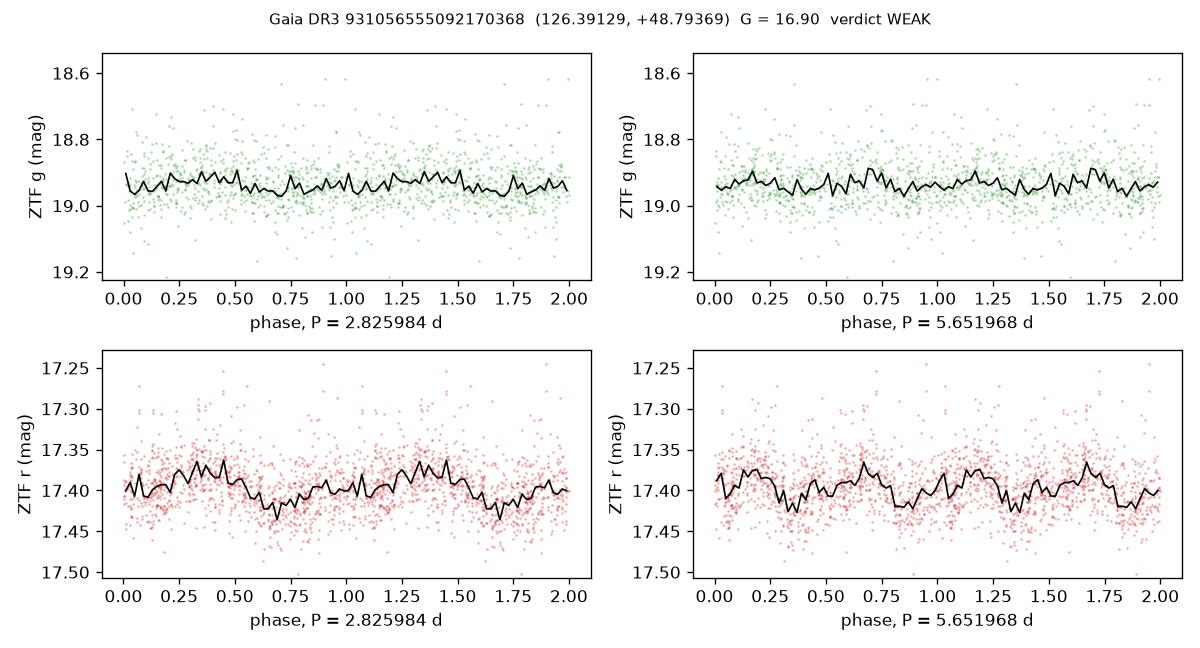 Gaia DR3 931056555092170368 (126.39129, +48.79369) G = 16.90 verdict WEAK
ZTF g (mag)
18.6
18.8
19.0
19.2
0.00 0.25 0.50 0.75 1.00 1.25 1.50 1.75 2.00
phase, P = 2.825984 d
ZTF g (mag)
18.6
18.8
19.0
19.2
0.00 0.25 0.50 0.75 1.00 1.25 1.50 1.75 2.00
phase, P = 5.651968 d
ZTF r (mag)
17.25
17.30
17.35
17.40
17.45
17.50
0.00 0.25 0.50 0.75 1.00 1.25 1.50 1.75 2.00
phase, P = 2.825984 d
ZTF r (mag)
17.25
17.30
17.35
17.40
17.45
17.50
0.00 0.25 0.50 0.75 1.00 1.25 1.50 1.75 2.00
phase, P = 5.651968 d